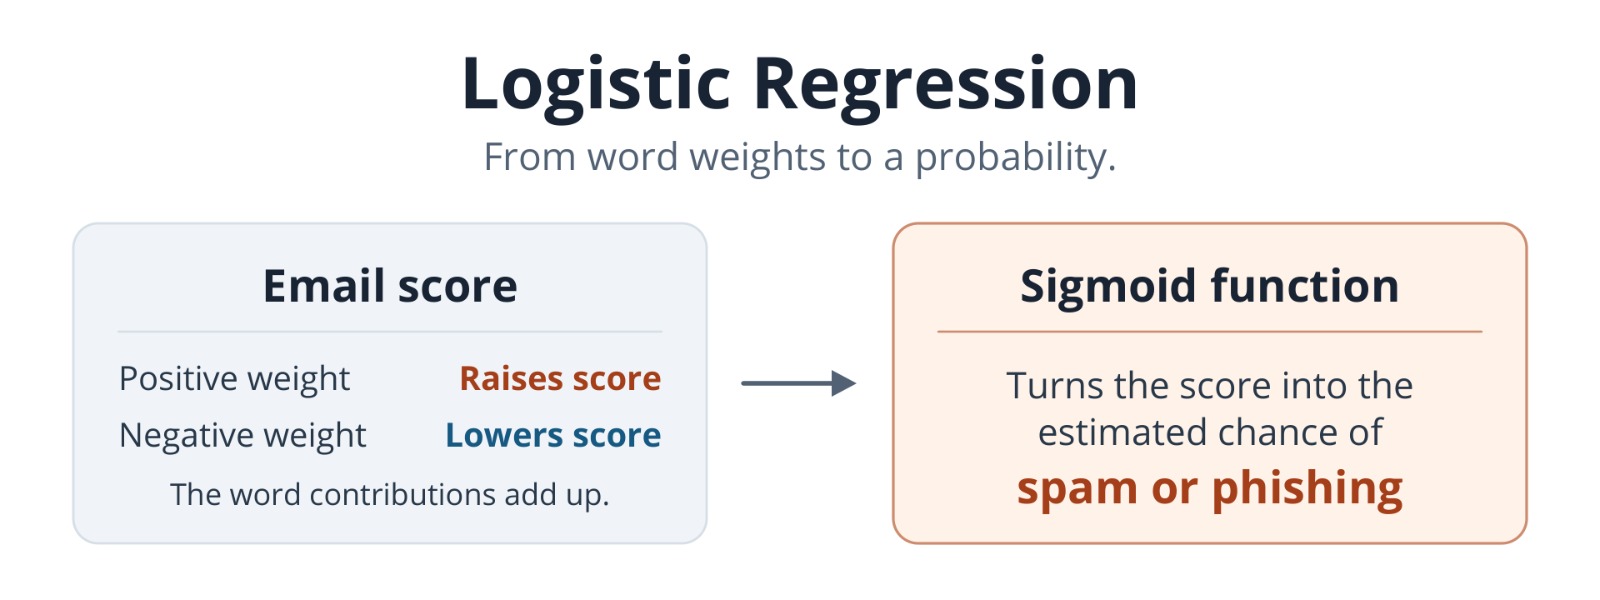 Logistic Regression
From word weights to a probability.
Email score
Positive weight Raises score
Negative weight Lowers score
The word contributions add up.
Sigmoid function
Turns the score into the
estimated chance of
spam or phishing